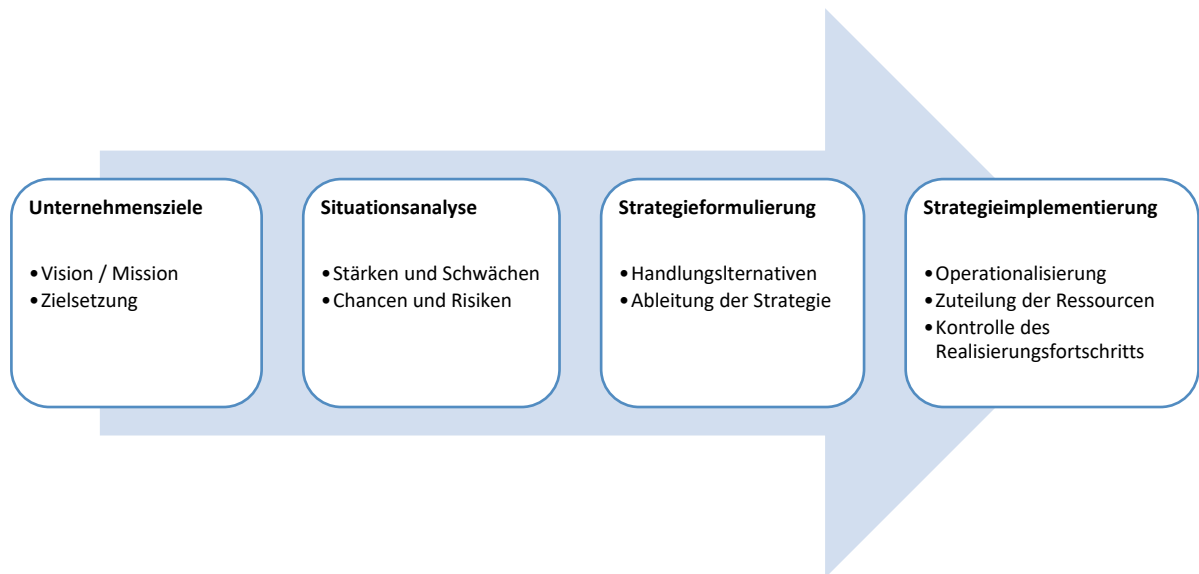 Unternehmensziele
•Vision / Mission
•Zielsetzung
Situationsanalyse
•Stärken und Schwächen
•Chancen und Risiken
Strategieformulierung
•Handlungslternativen
•Ableitung der Strategie
Strategieimplementierung
•Operationalisierung
•Zuteilung der Ressourcen
•Kontrolle des
Realisierungsfortschritts